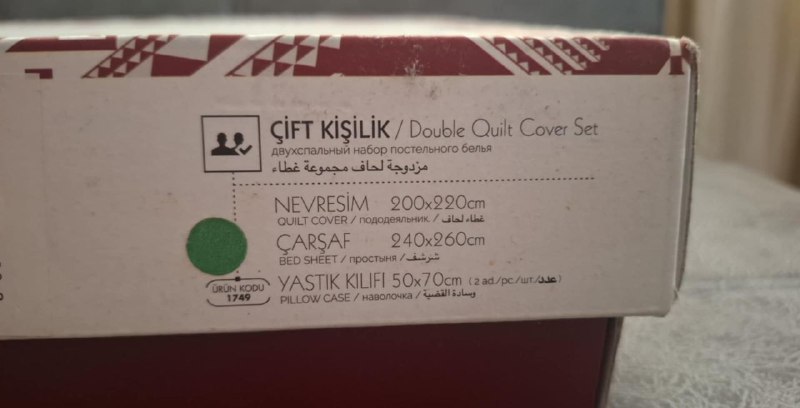 ÇİFT KİŞİLİK / Double Quilt Cover Set
двухспальный набор постельного белья
مزدوجة لحاف مجموعة غطاء
NEVRESİM 200x220cm
QUILT COVER / пододеяльник / غطاء لحاف
ÇARŞAF 240x260cm
BED SHEET / простыня / شرشف
YASTIK KILIFI 50x70cm (2 ad./pc./шт./عدد)
PILLOW CASE / наволочка / وسادة القضية
ÜRÜN KODU
1749